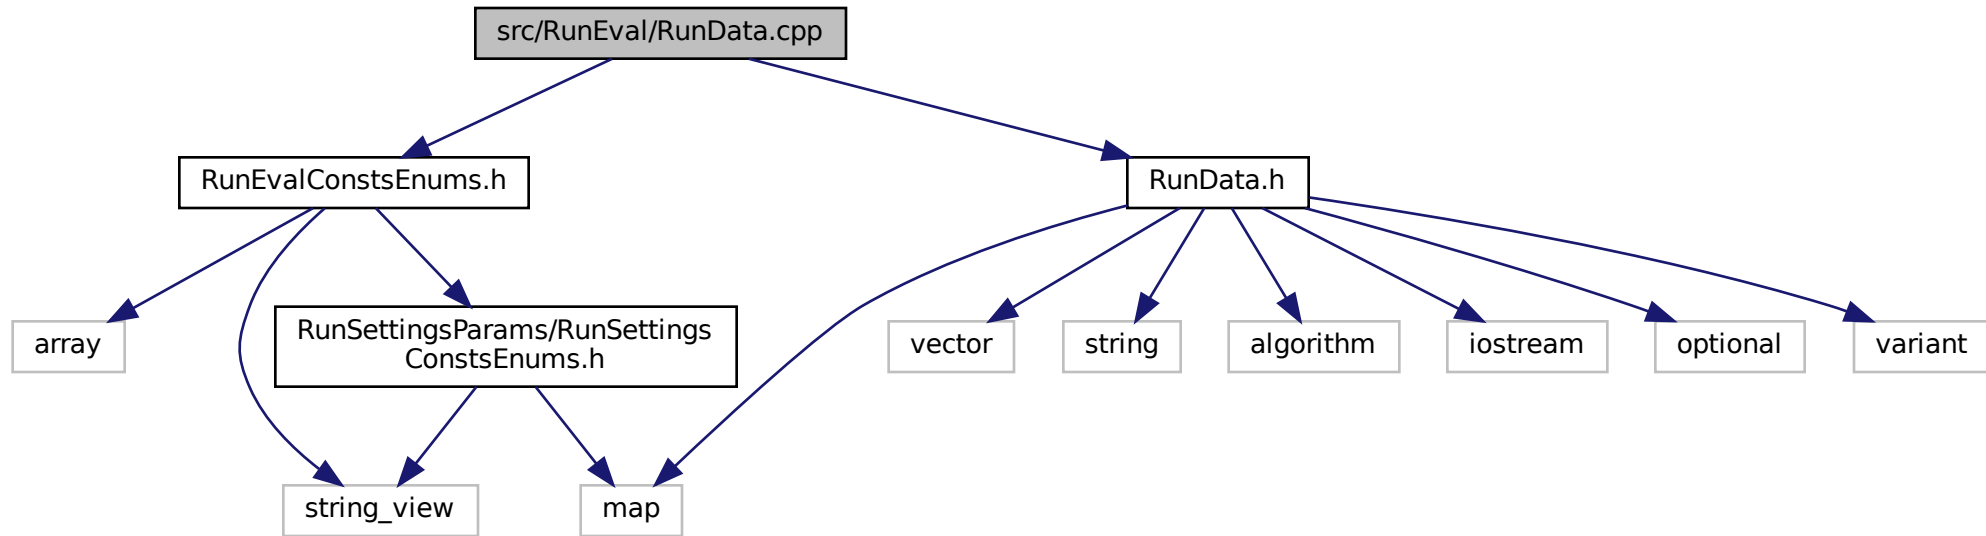 src/RunEval/RunData.cpp
RunEvalConstsEnums.h
RunData.h
array
RunSettingsParams/RunSettings
ConstsEnums.h
vector
string
algorithm
iostream
optional
variant
string_view
map